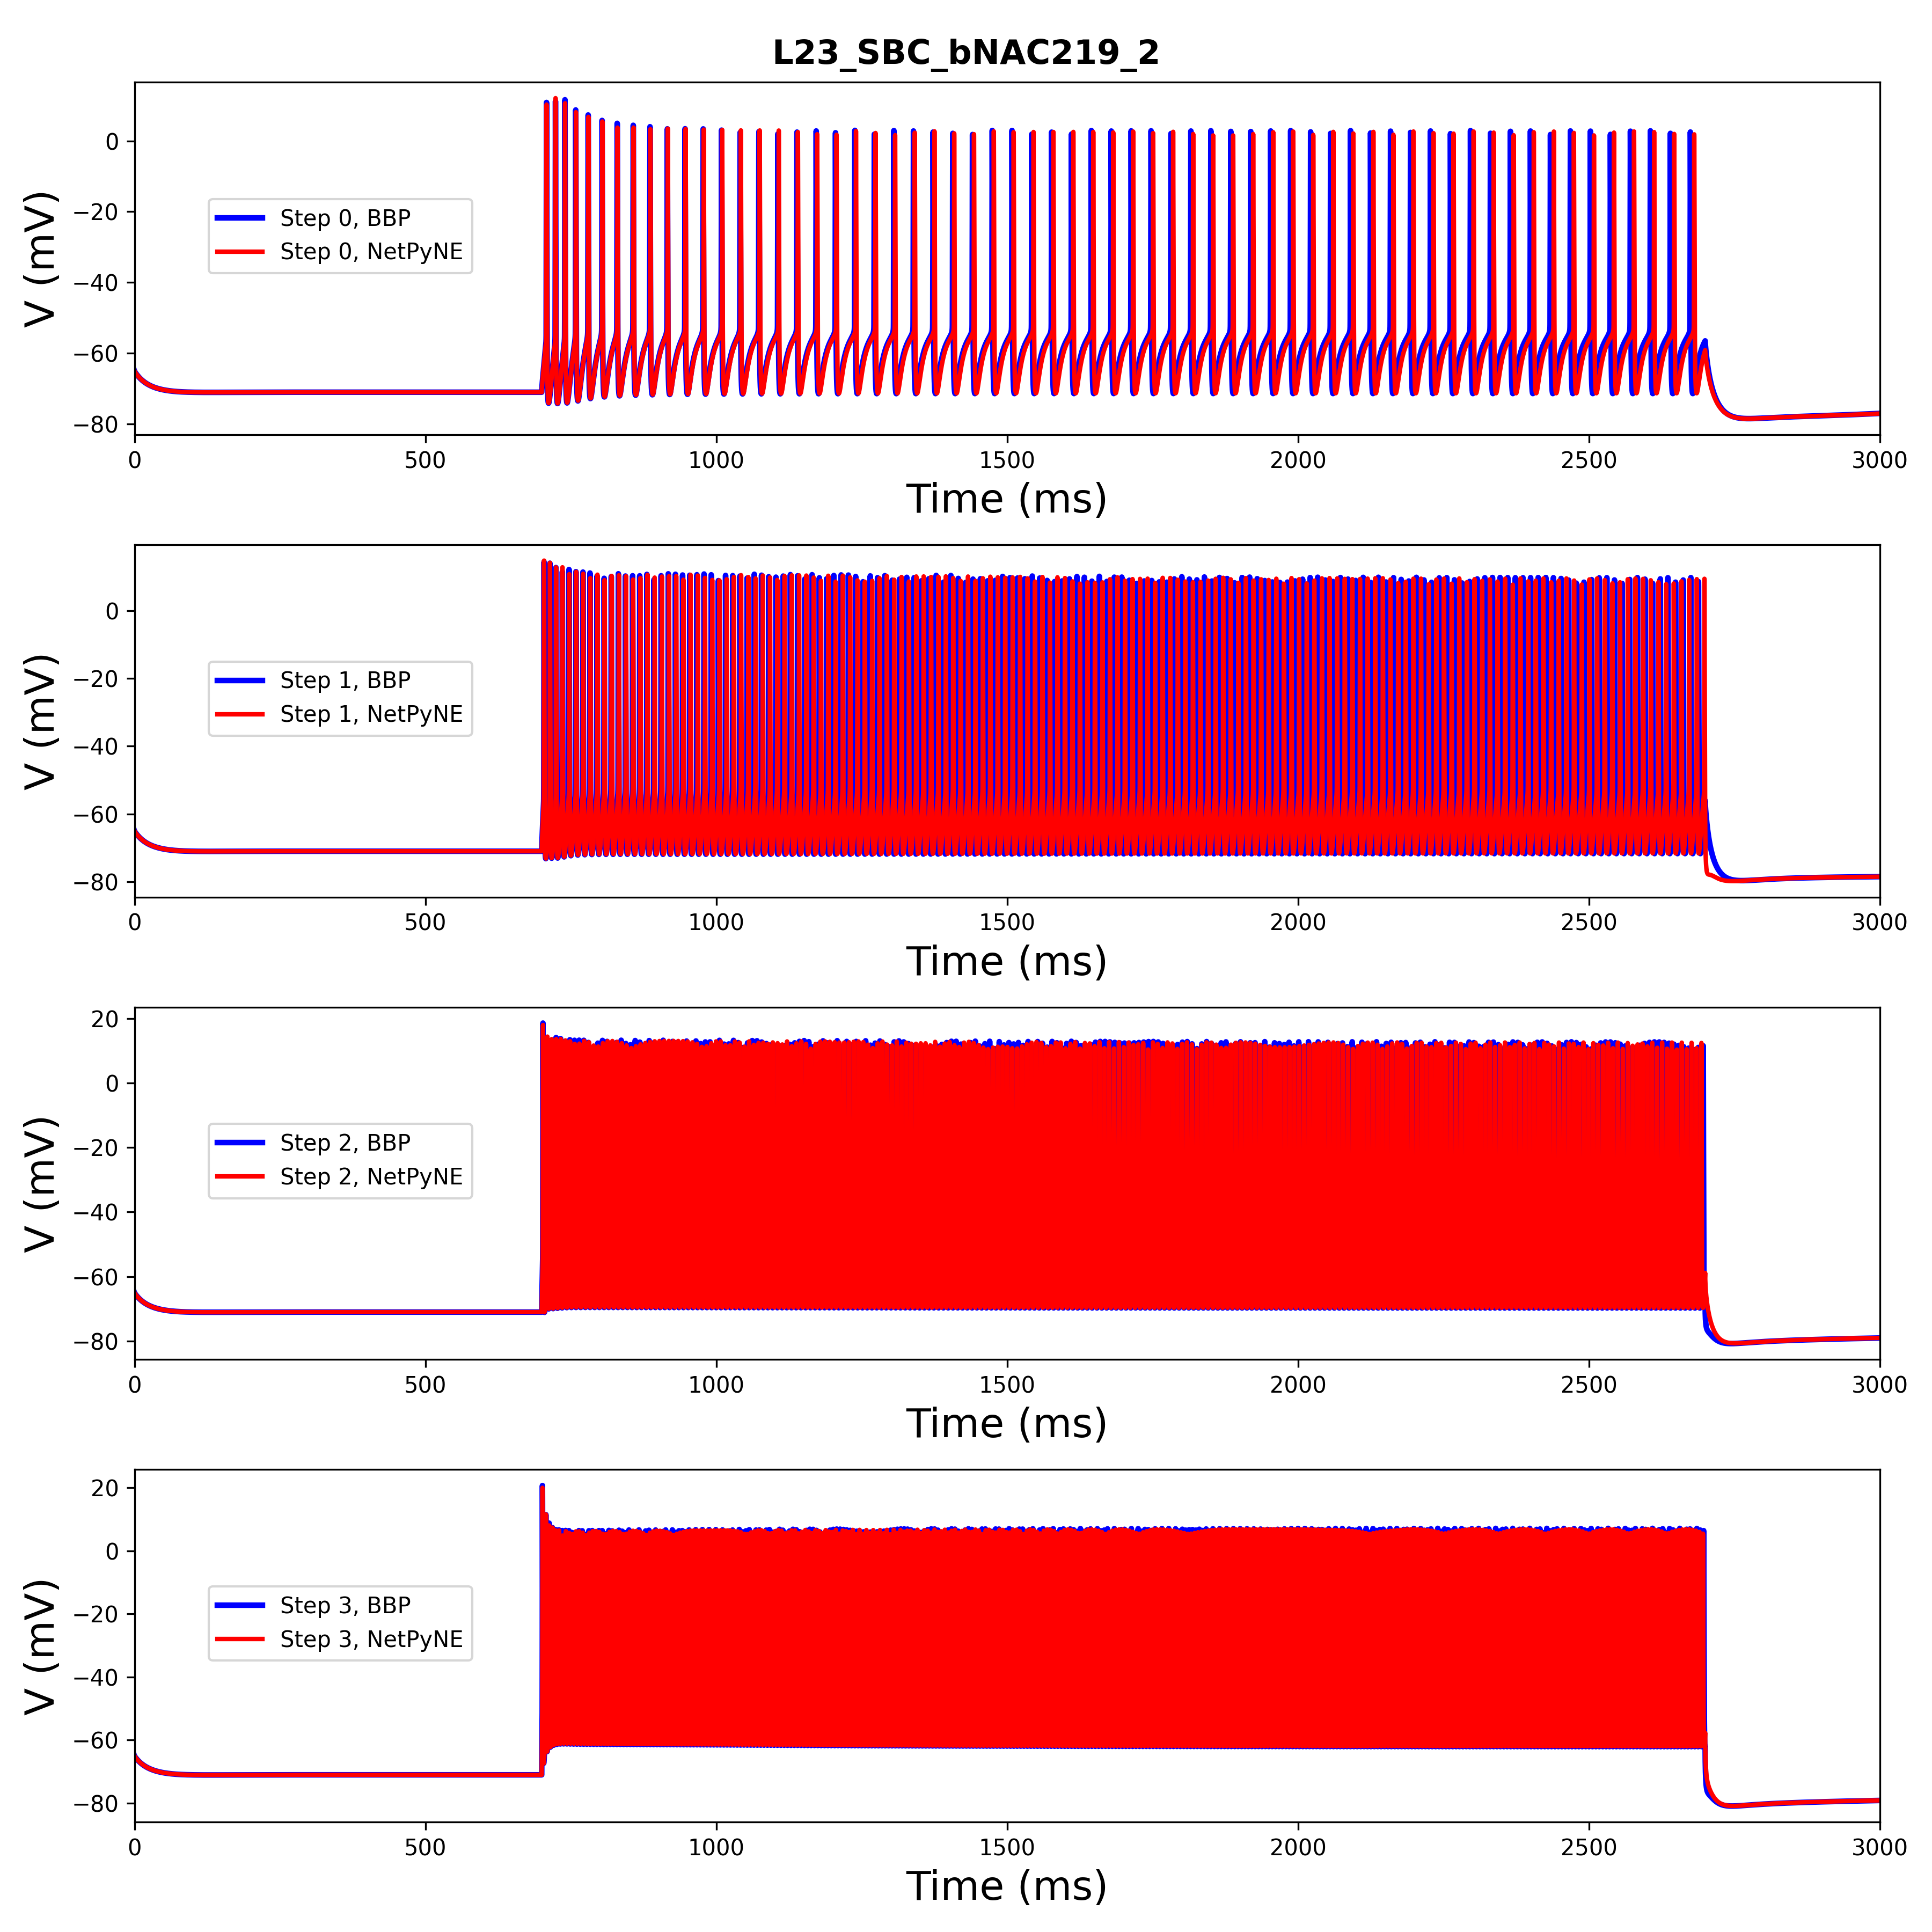 L23_SBC_bNAC219_2
0
−20
−40
−60
−80
V (mV)
Step 0, BBP
Step 0, NetPyNE
0 500 1000 1500 2000 2500 3000
Time (ms)
0
−20
−40
−60
−80
V (mV)
Step 1, BBP
Step 1, NetPyNE
0 500 1000 1500 2000 2500 3000
Time (ms)
20
0
−20
−40
−60
−80
V (mV)
Step 2, BBP
Step 2, NetPyNE
0 500 1000 1500 2000 2500 3000
Time (ms)
20
0
−20
−40
−60
−80
V (mV)
Step 3, BBP
Step 3, NetPyNE
0 500 1000 1500 2000 2500 3000
Time (ms)